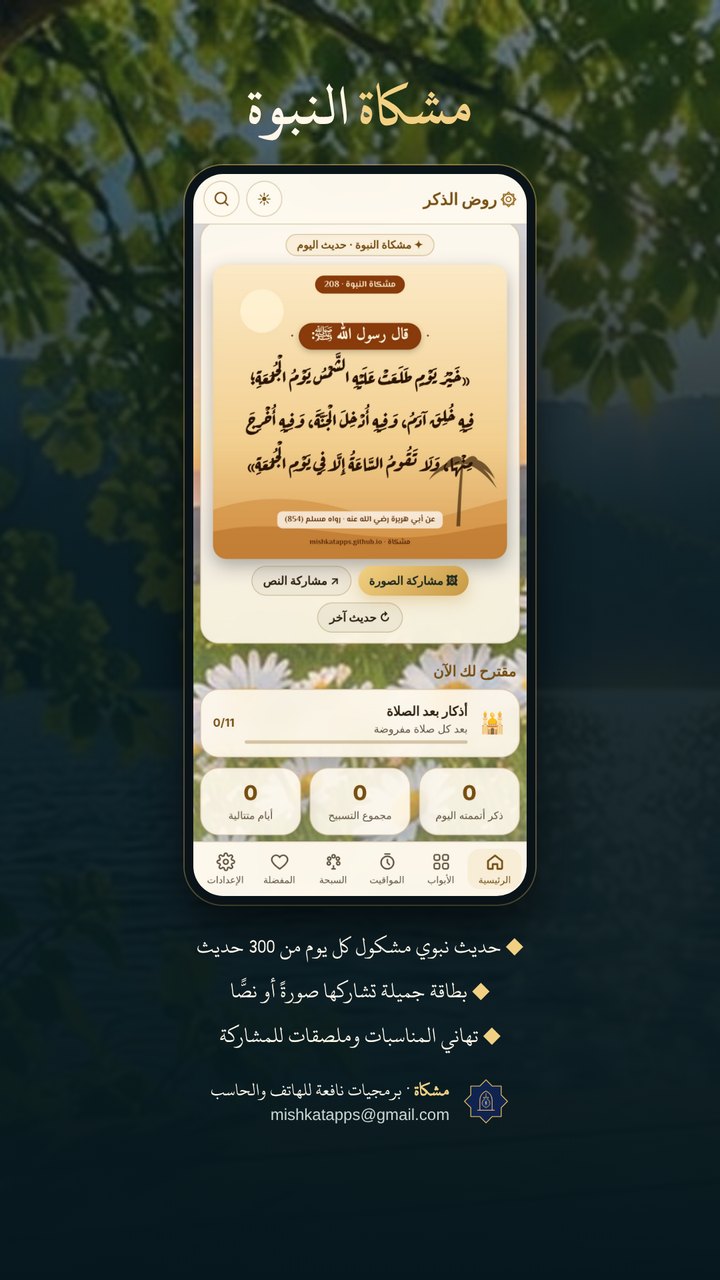 مشكاة النبوة
روض الذكر
✦ مشكاة النبوة · حديث اليوم
مشكاة النبوة · 208
قال رسول الله ﷺ:
«خَيْرُ يَوْمٍ طَلَعَتْ عَلَيْهِ الشَّمْسُ يَوْمُ الْجُمُعَةِ؛
فِيهِ خُلِقَ آدَمُ، وَفِيهِ أُدْخِلَ الْجَنَّةَ، وَفِيهِ أُخْرِجَ
مِنْهَا، وَلَا تَقُومُ السَّاعَةُ إِلَّا فِي يَوْمِ الْجُمُعَةِ»
عن أبي هريرة رضي الله عنه · رواه مسلم (854)
مشكاة · mishkatapps.github.io
مشاركة الصورة
مشاركة النص
حديث آخر
مقترح لك الآن
أذكار بعد الصلاة
بعد كل صلاة مفروضة
0/11
0 0 0
ذكر أتممته اليوم مجموع التسبيح أيام متتالية
الرئيسية الأبواب المواقيت السبحة المفضلة الإعدادات
حديث نبوي مشكول كل يوم من 300 حديث
بطاقة جميلة تشاركها صورةً أو نصًّا
تهاني المناسبات وملصقات للمشاركة
مشكاة · برمجيات نافعة للهاتف والحاسب
mishkatapps@gmail.com